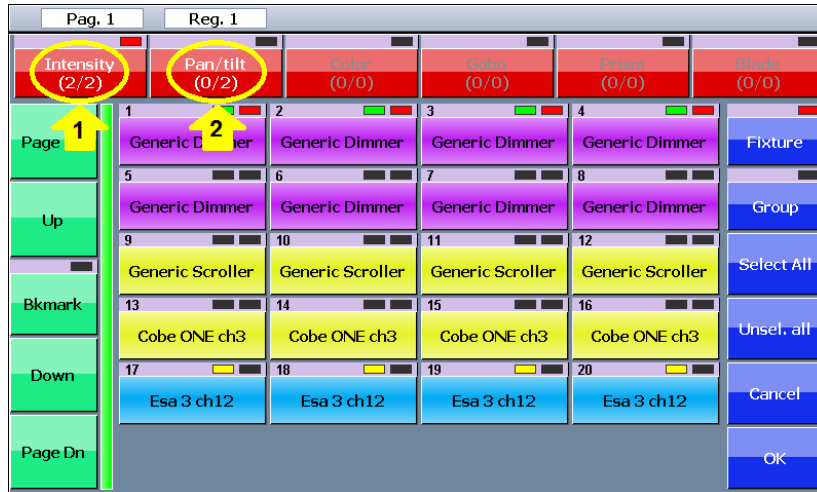 Pag. 1 Reg. 1
Intensity Pan/tilt Color Gobo Prism Blade
(2/2) (0/2) (0/0) (0/0) (0/0) (0/0)
1 2 3 4
Page 1 Generic D 2 er Generic Dimmer Generic Dimmer Generic Dimmer Fixture
5 6 7 8
Up Generic Dimmer Generic Dimmer Generic Dimmer Generic Dimmer Group
9 10 11 12
Generic Scroller Generic Scroller Generic Scroller Generic Scroller Select All
Bkmark 13 14 15 16
Cobe ONE ch3 Cobe ONE ch3 Cobe ONE ch3 Cobe ONE ch3 Unsel. all
Down 17 18 19 20
Esa 3 ch12 Esa 3 ch12 Esa 3 ch12 Esa 3 ch12 Cancel
Page Dn OK